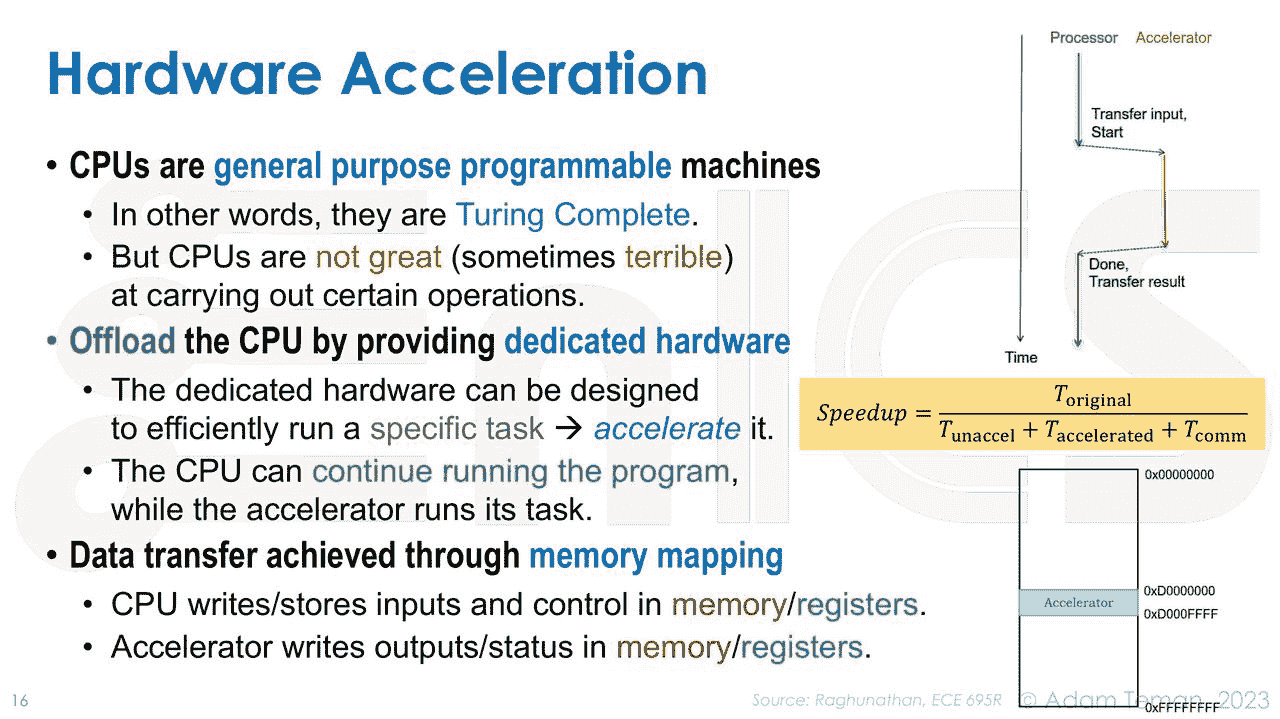 Hardware Acceleration
• CPUs are general purpose programmable machines
• In other words, they are Turing Complete.
• But CPUs are not great (sometimes terrible)
at carrying out certain operations.
• Offload the CPU by providing dedicated hardware
• The dedicated hardware can be designed
to efficiently run a specific task → accelerate it.
• The CPU can continue running the program,
while the accelerator runs its task.
• Data transfer achieved through memory mapping
• CPU writes/stores inputs and control in memory/registers.
• Accelerator writes outputs/status in memory/registers.
Processor Accelerator
Transfer input,
Start
Done,
Transfer result
Time
Speedup = T_original / (T_unaccel + T_accelerated + T_comm)
0x00000000
0xD0000000
Accelerator
0xD000FFFF
0xFFFFFFFF
16
Source: Raghunathan, ECE 695R
© Adam Teman, 2023
EnICS